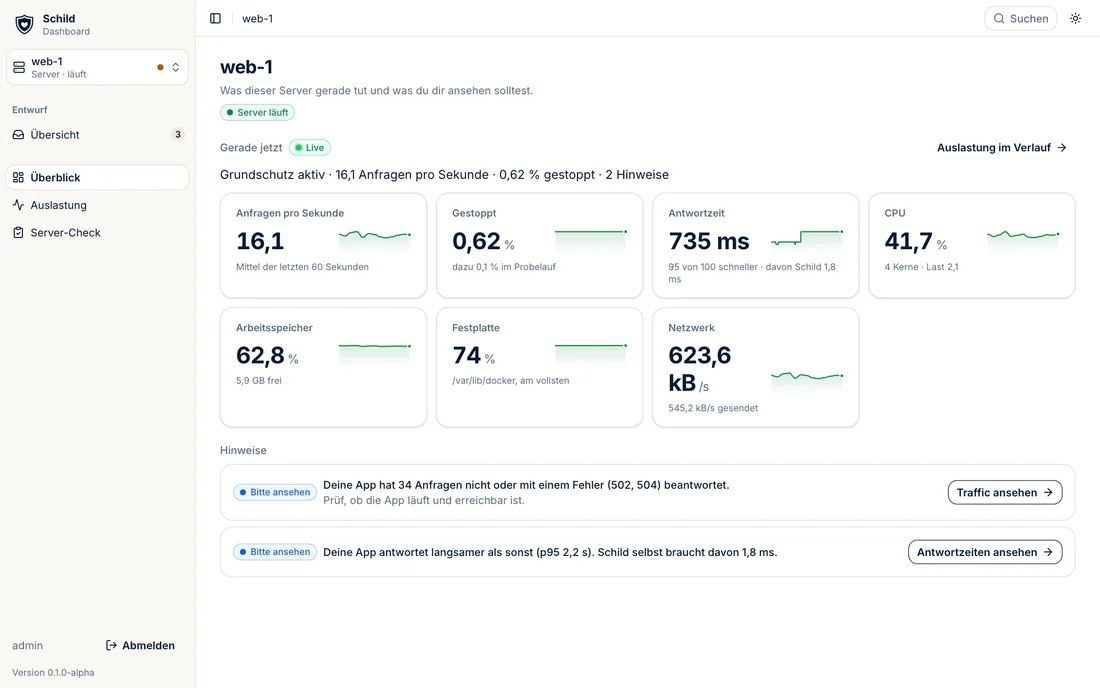 Schild
Dashboard
web-1
Server · läuft
Entwurf
Übersicht 3
Überblick
Auslastung
Server-Check
admin
Abmelden
Version 0.1.0-alpha
web-1
Suchen
web-1
Was dieser Server gerade tut und was du dir ansehen solltest.
Server läuft
Gerade jetzt Live
Auslastung im Verlauf →
Grundschutz aktiv · 16,1 Anfragen pro Sekunde · 0,62 % gestoppt · 2 Hinweise
Anfragen pro Sekunde
16,1
Mittel der letzten 60 Sekunden
Gestoppt
0,62 %
dazu 0,1 % im Probelauf
Antwortzeit
735 ms
95 von 100 schneller · davon Schild 1,8
ms
CPU
41,7 %
4 Kerne · Last 2,1
Arbeitsspeicher
62,8 %
5,9 GB frei
Festplatte
74 %
/var/lib/docker, am vollsten
Netzwerk
623,6
kB /s
545,2 kB/s gesendet
Hinweise
Bitte ansehen
Deine App hat 34 Anfragen nicht oder mit einem Fehler (502, 504) beantwortet.
Prüf, ob die App läuft und erreichbar ist.
Traffic ansehen →
Bitte ansehen
Deine App antwortet langsamer als sonst (p95 2,2 s). Schild selbst braucht davon 1,8 ms.
Antwortzeiten ansehen →